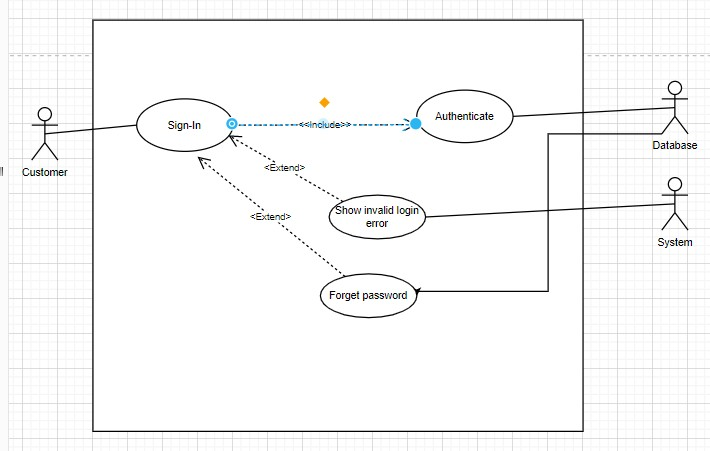 Sign-In
<<Include>>
Authenticate
Database
Customer
<Extend>
Show invalid login
error
<Extend>
System
Forget password